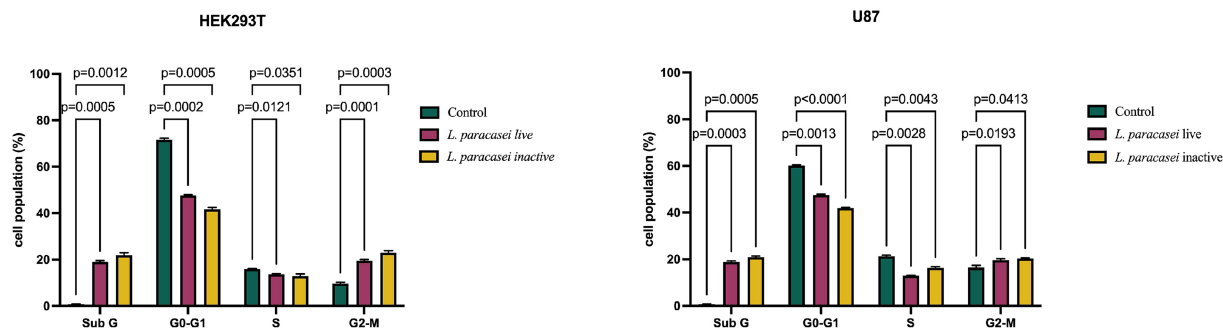 HEK293T
cell population (%)
100
80
60
40
20
0
p=0.0012
p=0.0005
p=0.0005
p=0.0002
p=0.0351
p=0.0121
p=0.0003
p=0.0001
Sub G
G0-G1
S
G2-M
Control
L. paracasei live
L. paracasei inactive
U87
cell population (%)
100
80
60
40
20
0
p=0.0005
p=0.0003
p<0.0001
p=0.0013
p=0.0043
p=0.0028
p=0.0413
p=0.0193
Sub G
G0-G1
S
G2-M
Control
L. paracasei live
L. paracasei inactive